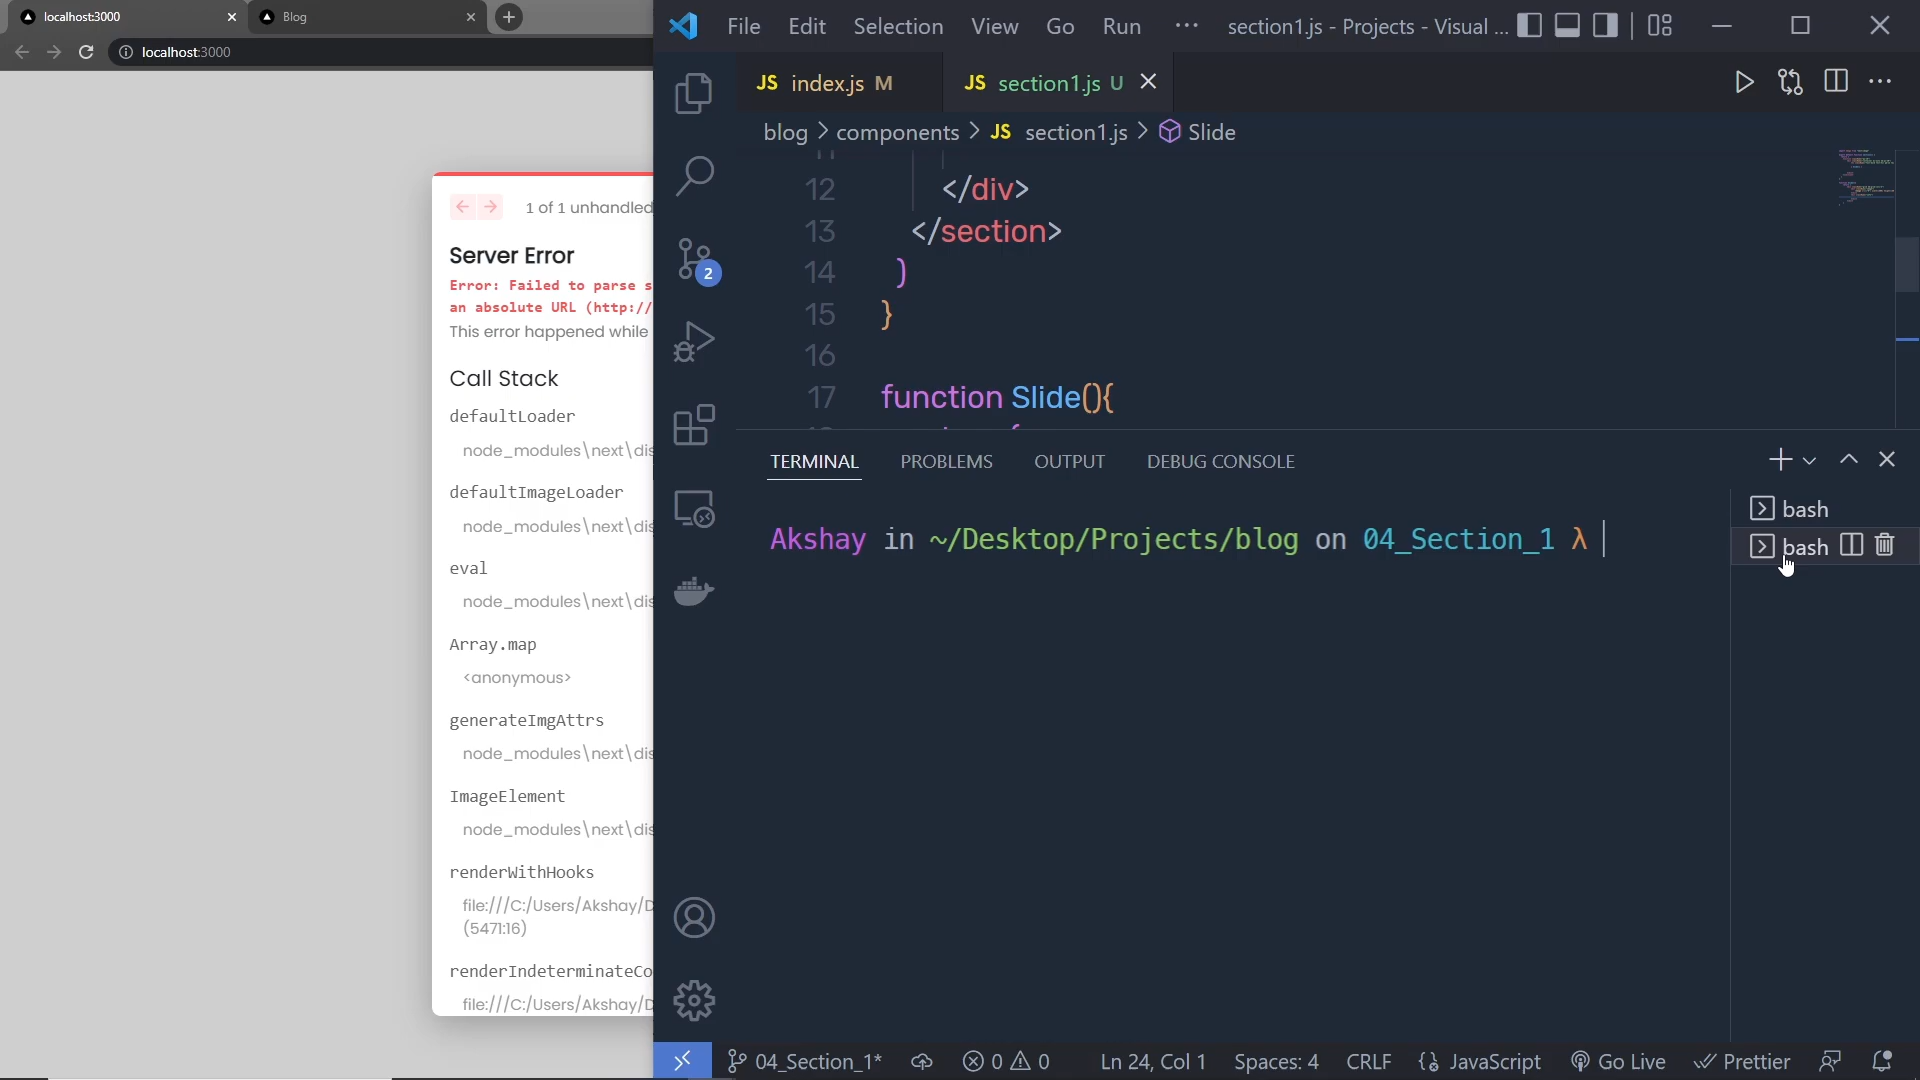 localhost:3000
Blog
localhost:3000
1 of 1 unhandled
Server Error
Error: Failed to parse s
an absolute URL (http://
This error happened while
Call Stack
defaultLoader
node_modules\next\dis
defaultImageLoader
node_modules\next\dis
eval
node_modules\next\dis
Array.map
<anonymous>
generateImgAttrs
node_modules\next\dis
ImageElement
node_modules\next\dis
renderWithHooks
file:///C:/Users/Akshay/D
(5471:16)
renderIndeterminateCo
file:///C:/Users/Akshay/D
File Edit Selection View Go Run ··· section1.js - Projects - Visual ...
JS index.js M
JS section1.js U
blog > components > JS section1.js > Slide
12 </div>
13 </section>
14 )
15 }
16
17 function Slide(){
TERMINAL PROBLEMS OUTPUT DEBUG CONSOLE
Akshay in ~/Desktop/Projects/blog on 04_Section_1 λ
bash
bash
2
04_Section_1* 0 0 Ln 24, Col 1 Spaces: 4 CRLF JavaScript Go Live Prettier